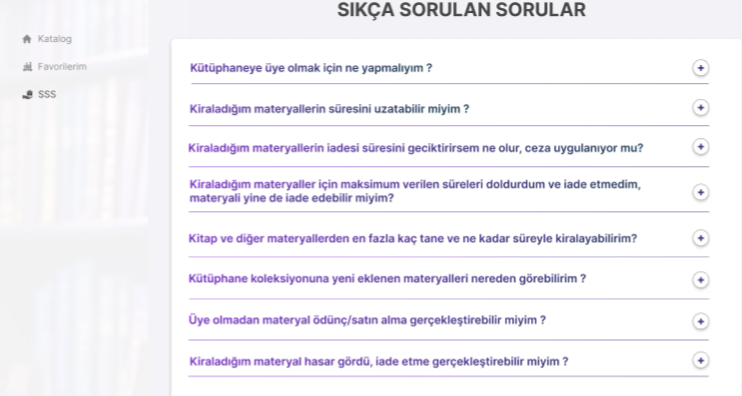 SIKÇA SORULAN SORULAR
Katalog
Favorilerim
SSS
Kütüphaneye üye olmak için ne yapmalıyım ?
Kiraladığım materyallerin süresini uzatabilir miyim ?
Kiraladığım materyallerin iadesi süresini geciktirirsem ne olur, ceza uygulanıyor mu?
Kiraladığım materyaller için maksimum verilen süreleri doldurdum ve iade etmedim,
materyali yine de iade edebilir miyim?
Kitap ve diğer materyallerden en fazla kaç tane ve ne kadar süreyle kiralayabilirim?
Kütüphane koleksiyonuna yeni eklenen materyalleri nereden görebilirim ?
Üye olmadan materyal ödünç/satın alma gerçekleştirebilir miyim ?
Kiraladığım materyal hasar gördü, iade etme gerçekleştirebilir miyim ?